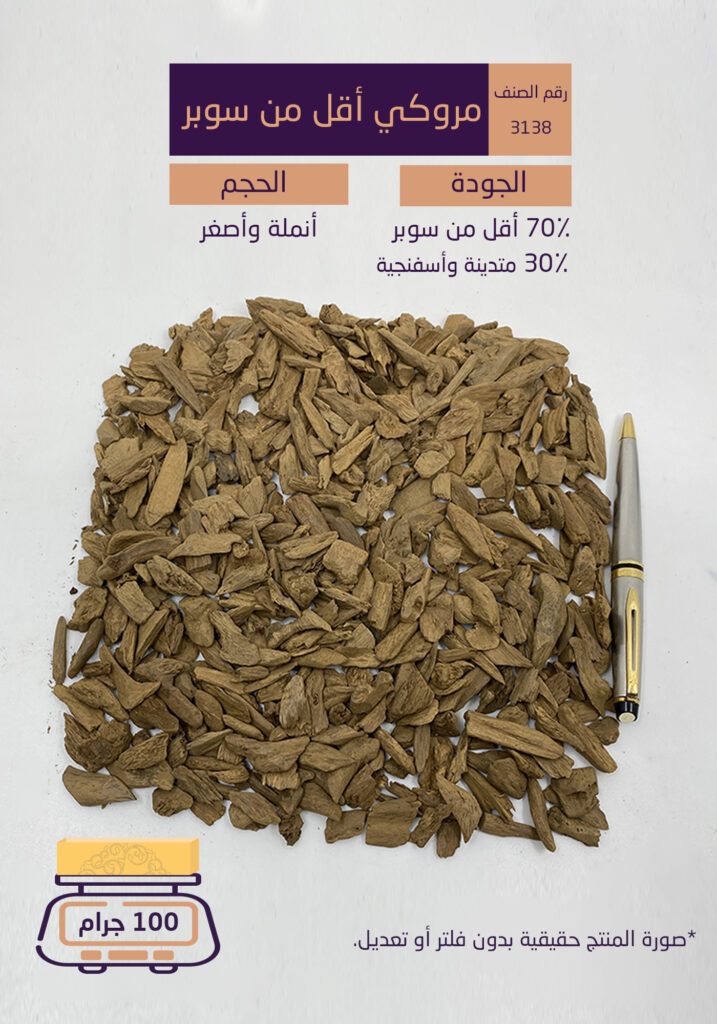 رقم الصنف
3138
مروكي أقل من سوبر
الجودة
70٪ أقل من سوبر
30٪ متدينة وأسفنجية
الحجم
أنملة وأصغر
100 جرام
*صورة المنتج حقيقية بدون فلتر أو تعديل.